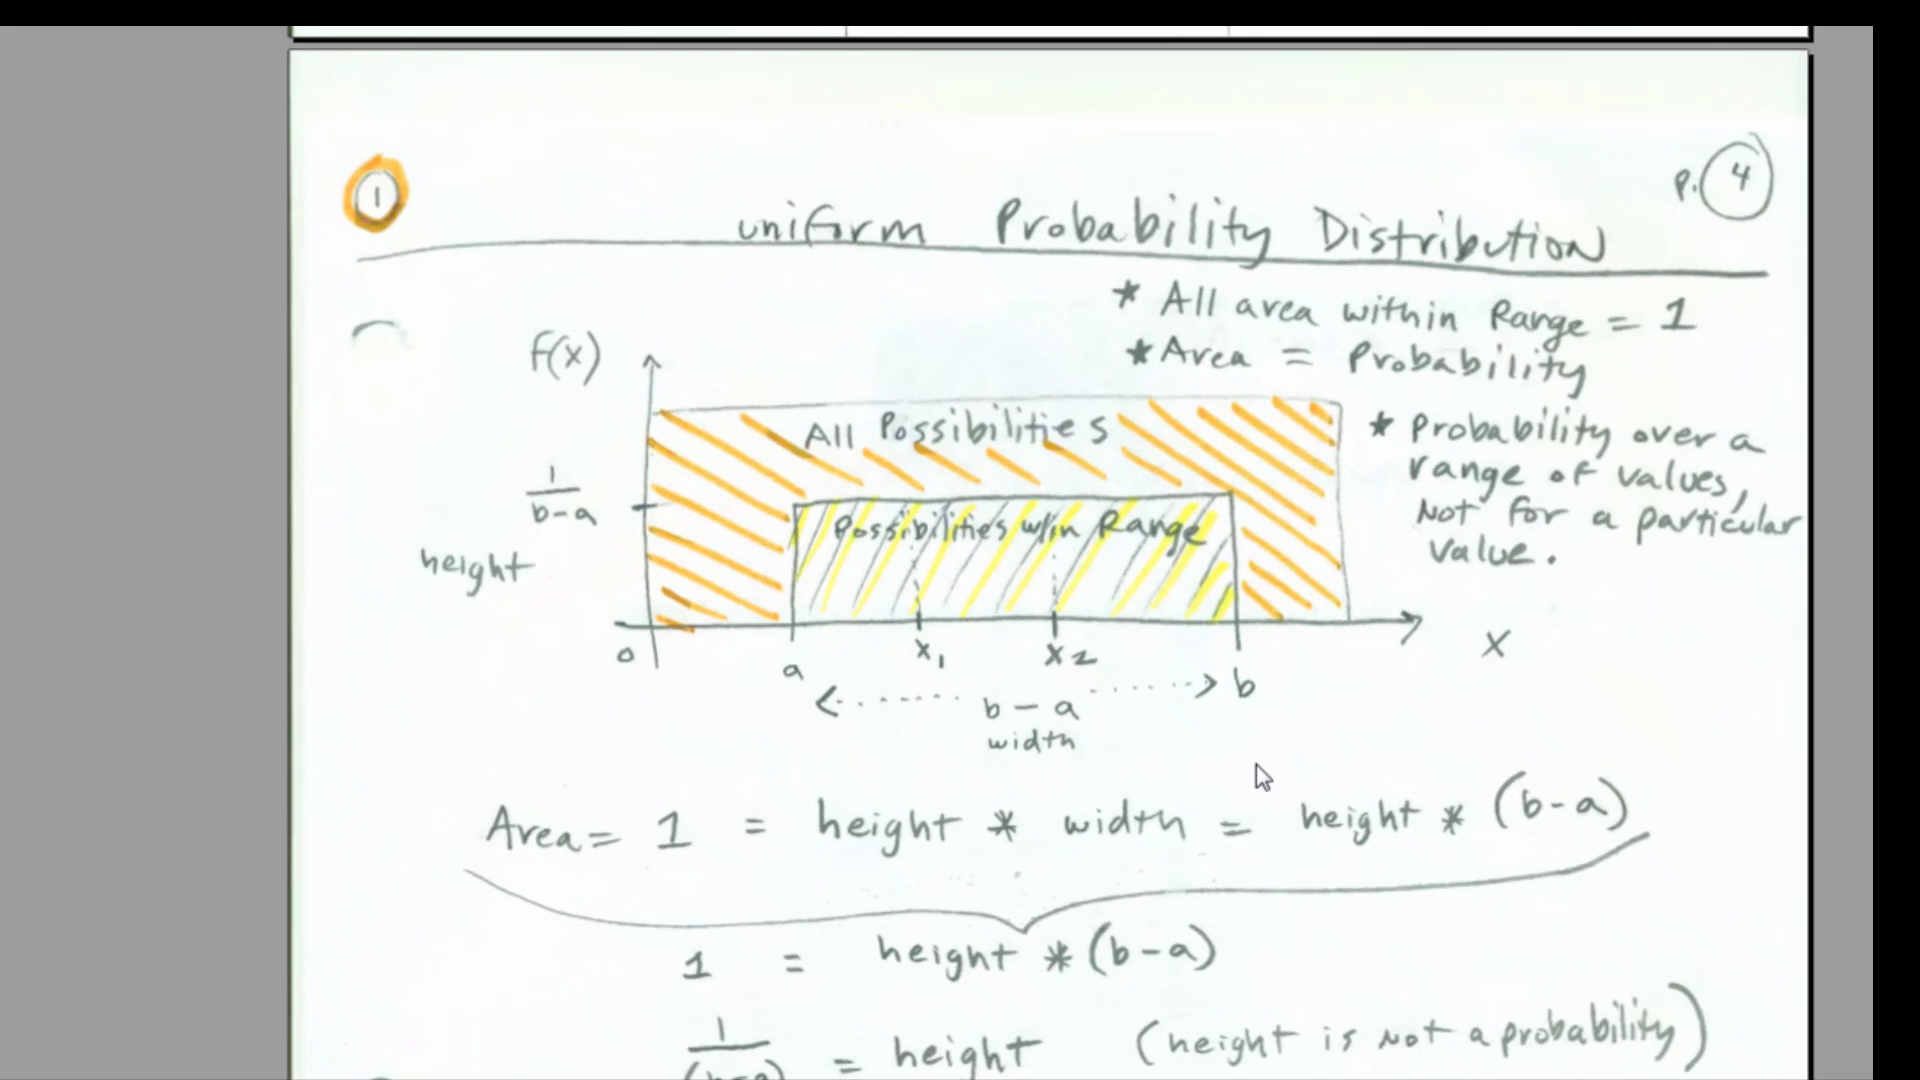 1
p. 4
uniform Probability Distribution
* All area within Range = 1
* Area = Probability
f(x)
All Possibilities
* Probability over a
range of values,
Not for a particular
value.
1
b-a
height
Possibilities w/in Range
0
a
x1
x2
b
x
b - a
width
Area = 1 = height * width = height * (b-a)
1 = height * (b-a)
1
(b-a)
= height (height is not a probability)